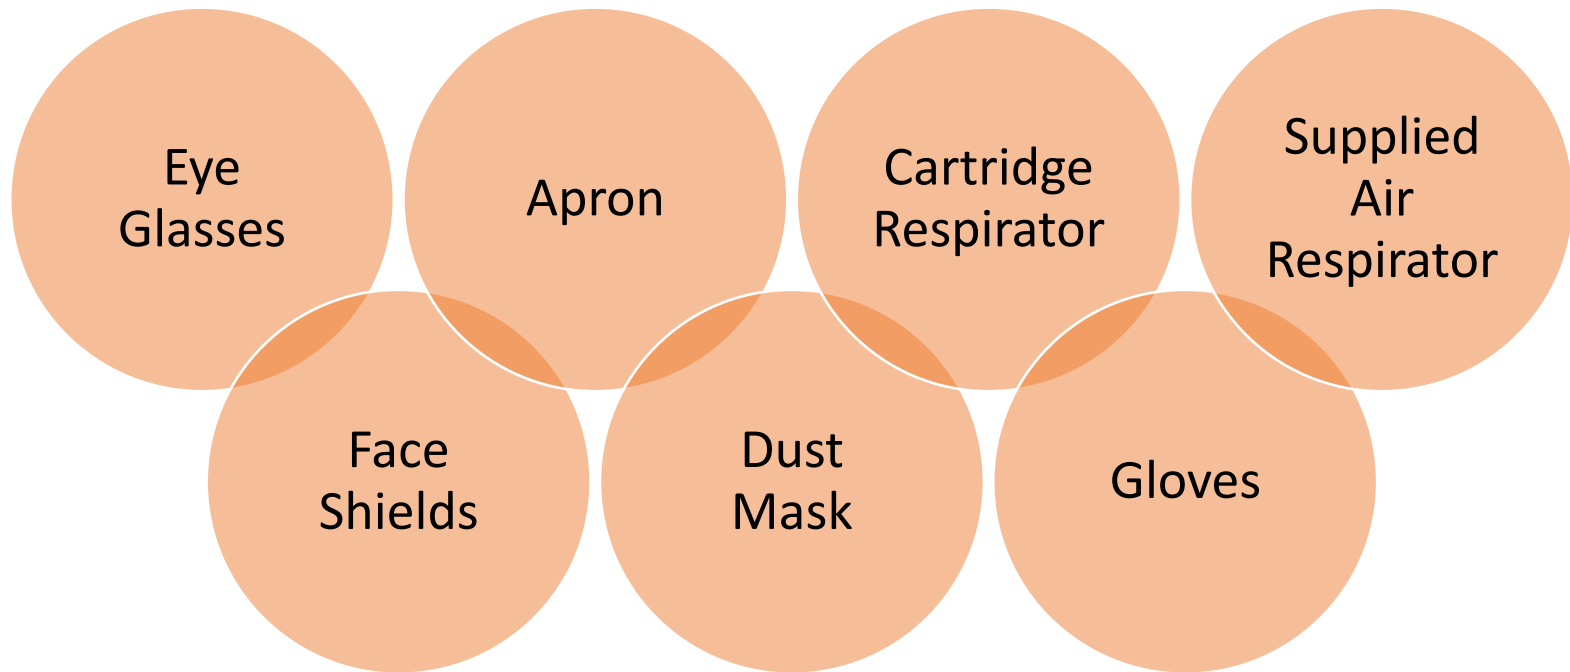 Eye
Glasses
Apron
Cartridge
Respirator
Supplied
Air
Respirator
Face
Shields
Dust
Mask
Gloves